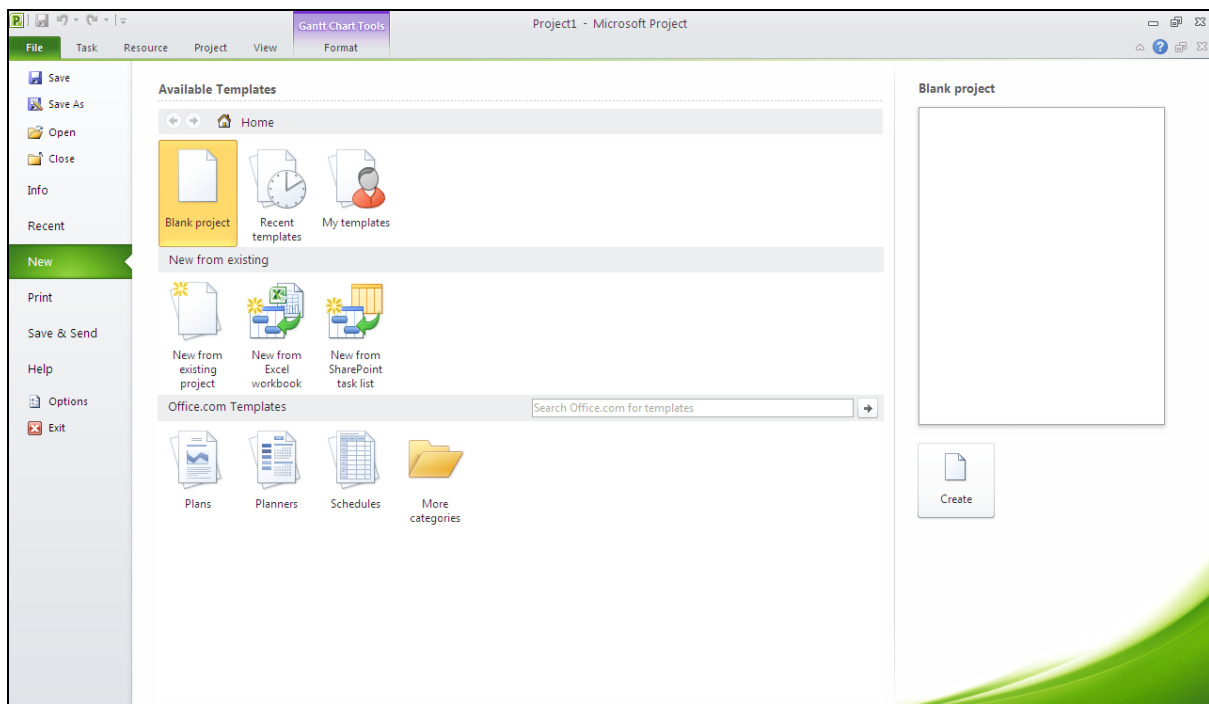 Gantt Chart Tools
Project1 - Microsoft Project
File Task Resource Project View Format
Save
Save As
Open
Close
Info
Recent
New
Print
Save & Send
Help
Options
Exit
Available Templates
Home
Blank project
Recent templates
My templates
New from existing
New from existing project
New from Excel workbook
New from SharePoint task list
Office.com Templates
Search Office.com for templates
Plans
Planners
Schedules
More categories
Blank project
Create